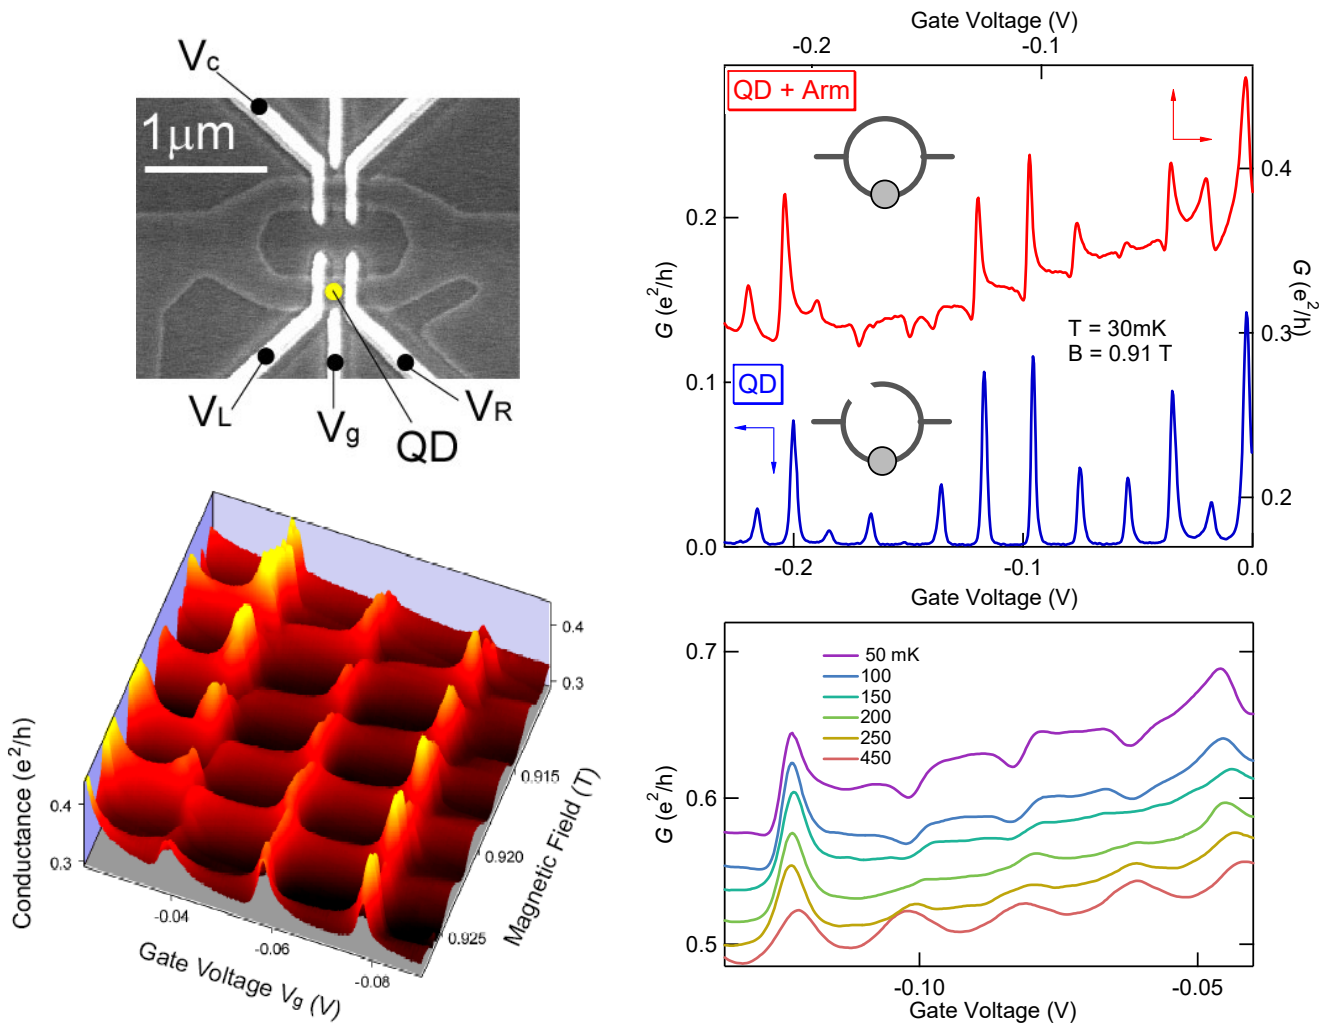 Vc
1μm
VL
Vg
QD
VR
Gate Voltage (V)
-0.2
-0.1
QD + Arm
0.2
0.1
0.0
G (e²/h)
0.4
0.3
0.2
G (e²/h)
T = 30mK
B = 0.91 T
QD
-0.2
-0.1
0.0
Gate Voltage (V)
Conductance (e²/h)
0.4
0.3
0.4
0.3
-0.04
-0.06
-0.08
Gate Voltage Vg (V)
0.915
0.920
0.925
Magnetic Field (T)
0.7
0.6
0.5
G (e²/h)
50 mK
100
150
200
250
450
-0.10
-0.05
Gate Voltage (V)